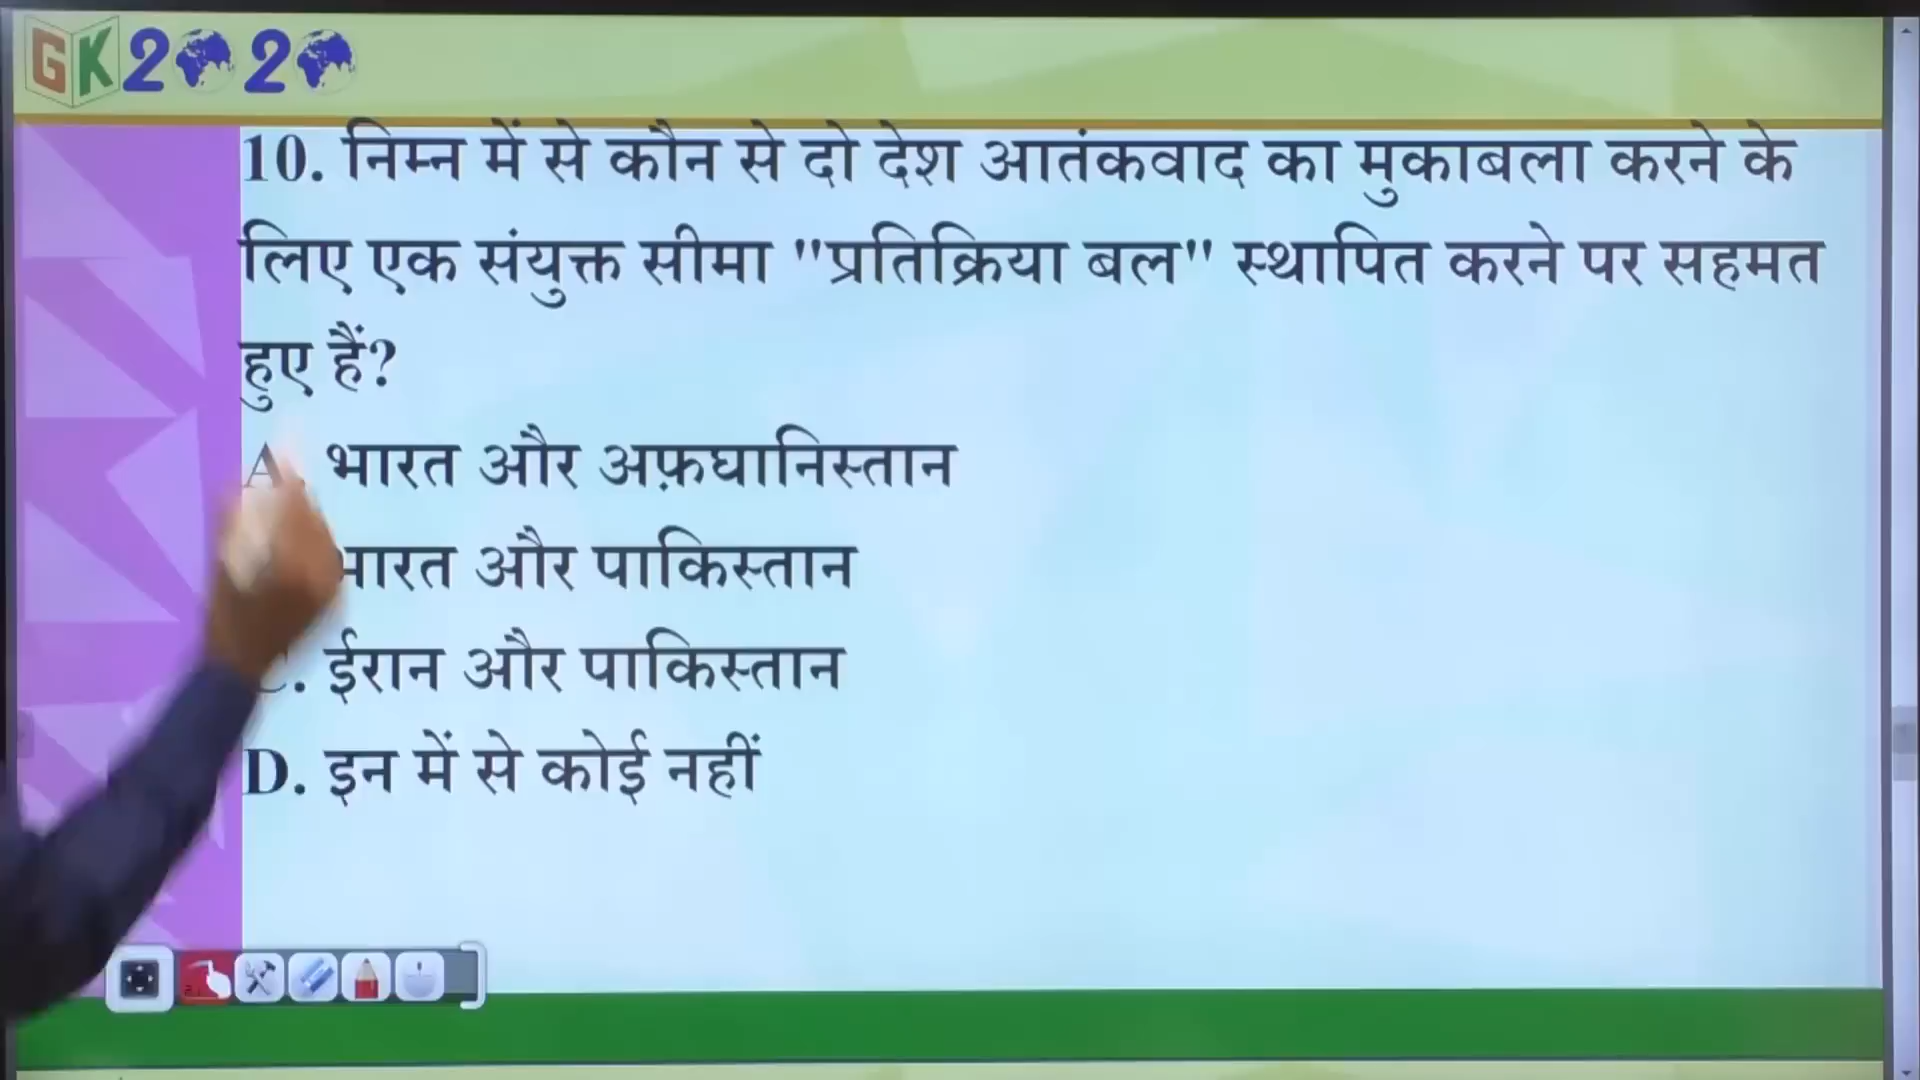 GK2020
10. निम्न में से कौन से दो देश आतंकवाद का मुकाबला करने के
लिए एक संयुक्त सीमा "प्रतिक्रिया बल" स्थापित करने पर सहमत
हुए हैं?
A. भारत और अफ़घानिस्तान
भारत और पाकिस्तान
C. ईरान और पाकिस्तान
D. इन में से कोई नहीं